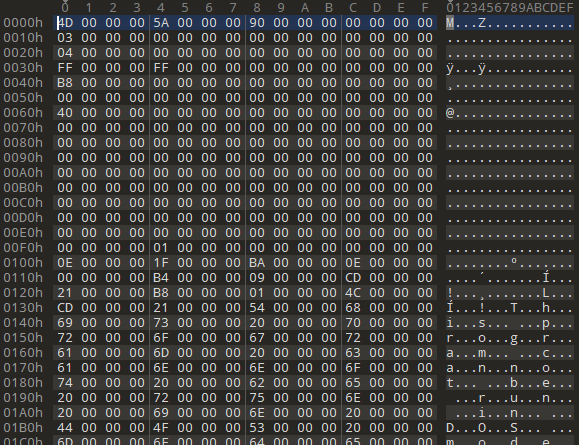 0 1 2 3 4 5 6 7 8 9 A B C D E F 0123456789ABCDEF
0000h 4D 00 00 00 5A 00 00 00 90 00 00 00 00 00 00 00 M...Z...........
0010h 03 00 00 00 00 00 00 00 00 00 00 00 00 00 00 00 ................
0020h 04 00 00 00 00 00 00 00 00 00 00 00 00 00 00 00 ................
0030h FF 00 00 00 FF 00 00 00 00 00 00 00 00 00 00 00 ÿ...ÿ...........
0040h B8 00 00 00 00 00 00 00 00 00 00 00 00 00 00 00 ¸...............
0050h 00 00 00 00 00 00 00 00 00 00 00 00 00 00 00 00 ................
0060h 40 00 00 00 00 00 00 00 00 00 00 00 00 00 00 00 @...............
0070h 00 00 00 00 00 00 00 00 00 00 00 00 00 00 00 00 ................
0080h 00 00 00 00 00 00 00 00 00 00 00 00 00 00 00 00 ................
0090h 00 00 00 00 00 00 00 00 00 00 00 00 00 00 00 00 ................
00A0h 00 00 00 00 00 00 00 00 00 00 00 00 00 00 00 00 ................
00B0h 00 00 00 00 00 00 00 00 00 00 00 00 00 00 00 00 ................
00C0h 00 00 00 00 00 00 00 00 00 00 00 00 00 00 00 00 ................
00D0h 00 00 00 00 00 00 00 00 00 00 00 00 00 00 00 00 ................
00E0h 00 00 00 00 00 00 00 00 00 00 00 00 00 00 00 00 ................
00F0h 00 00 00 00 01 00 00 00 00 00 00 00 00 00 00 00 ................
0100h 0E 00 00 00 1F 00 00 00 BA 00 00 00 0E 00 00 00 ........º.......
0110h 00 00 00 00 B4 00 00 00 09 00 00 00 CD 00 00 00 ....´.......Í...
0120h 21 00 00 00 B8 00 00 00 01 00 00 00 4C 00 00 00 !...¸.......L...
0130h CD 00 00 00 21 00 00 00 54 00 00 00 68 00 00 00 Í...!...T...h...
0140h 69 00 00 00 73 00 00 00 20 00 00 00 70 00 00 00 i...s... ...p...
0150h 72 00 00 00 6F 00 00 00 67 00 00 00 72 00 00 00 r...o...g...r...
0160h 61 00 00 00 6D 00 00 00 20 00 00 00 63 00 00 00 a...m... ...c...
0170h 61 00 00 00 6E 00 00 00 6E 00 00 00 6F 00 00 00 a...n...n...o...
0180h 74 00 00 00 20 00 00 00 62 00 00 00 65 00 00 00 t... ...b...e...
0190h 20 00 00 00 72 00 00 00 75 00 00 00 6E 00 00 00 ...r...u...n...
01A0h 20 00 00 00 69 00 00 00 6E 00 00 00 20 00 00 00 ...i...n... ...
01B0h 44 00 00 00 4F 00 00 00 53 00 00 00 20 00 00 00 D...O...S... ...
01C0h 6D 00 00 00 6F 00 00 00 64 00 00 00 65 00 00 00 m...o...d...e...